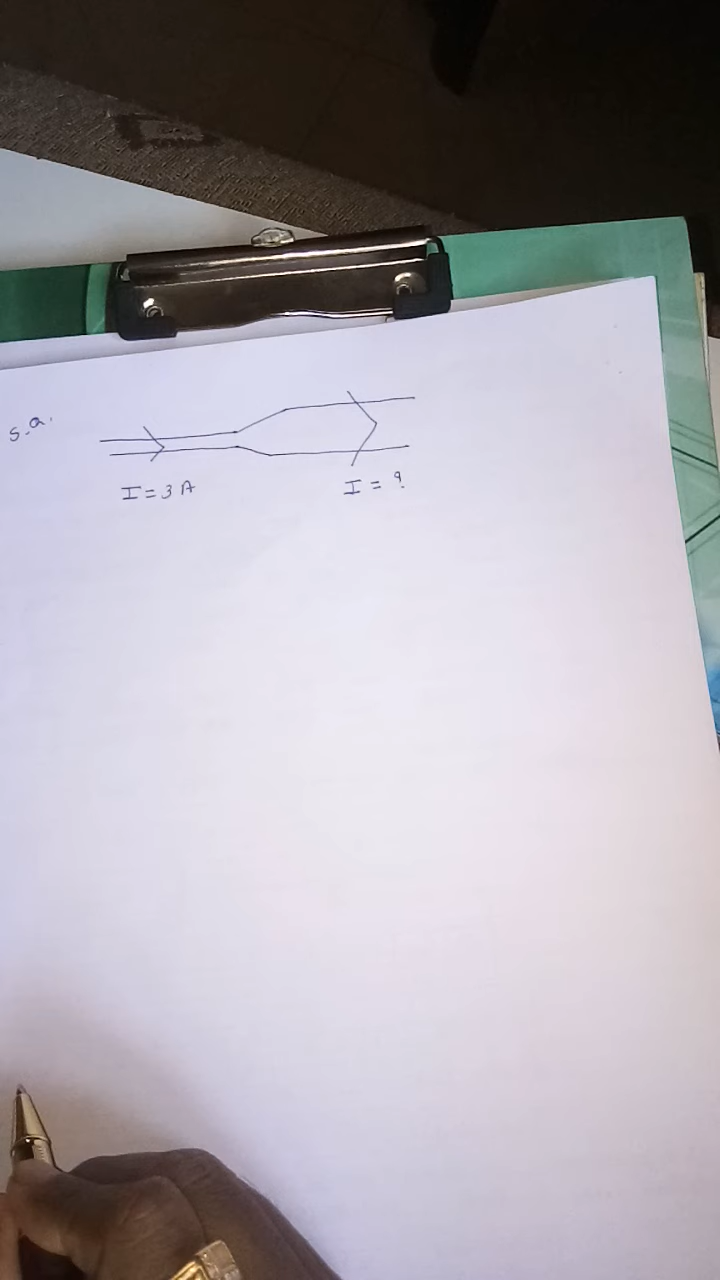 5.a.
I = 3 A
I = ?